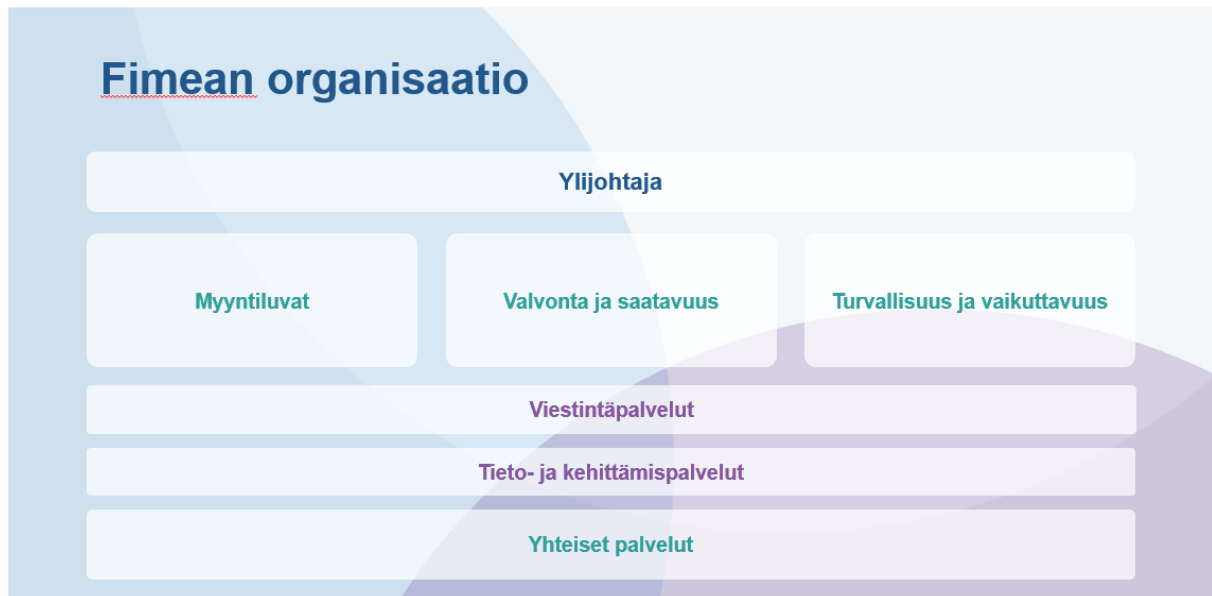 Fimean organisaatio
Ylijohtaja
Myyntiluvat
Valvonta ja saatavuus
Turvallisuus ja vaikuttavuus
Viestintäpalvelut
Tieto- ja kehittämispalvelut
Yhteiset palvelut